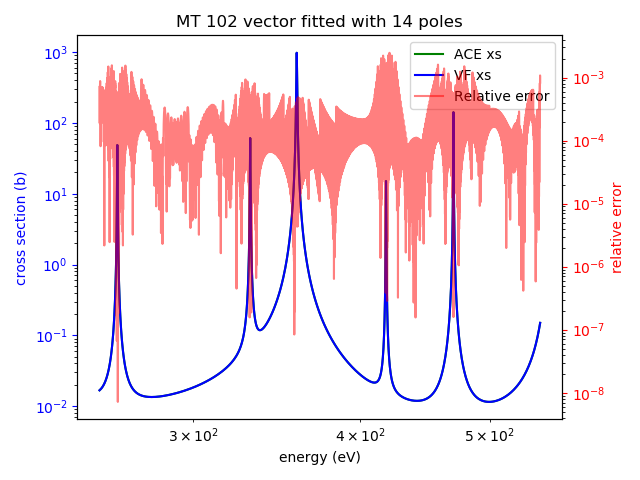 MT 102 vector fitted with 14 poles
ACE xs
VF xs
Relative error
cross section (b)
10³
10²
10¹
10⁰
10⁻¹
10⁻²
relative error
10⁻³
10⁻⁴
10⁻⁵
10⁻⁶
10⁻⁷
10⁻⁸
3 × 10² 4 × 10² 5 × 10²
energy (eV)